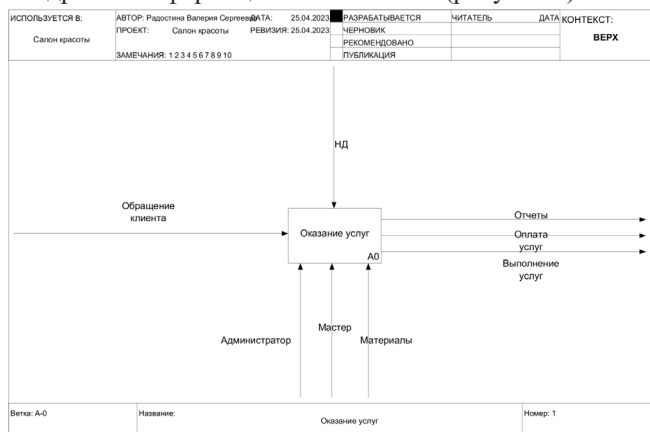 ИСПОЛЬЗУЕТСЯ В:
Салон красоты
АВТОР: Радостина Валерия Сергеевна
ДАТА: 25.04.2023
ПРОЕКТ: Салон красоты
РЕВИЗИЯ: 25.04.2023
ЗАМЕЧАНИЯ: 1 2 3 4 5 6 7 8 9 10
РАЗРАБАТЫВАЕТСЯ
ЧЕРНОВИК
РЕКОМЕНДОВАНО
ПУБЛИКАЦИЯ
ЧИТАТЕЛЬ
ДАТА
КОНТЕКСТ:
ВЕРХ
НД
Обращение
клиента
Оказание услуг
A0
Отчеты
Оплата
услуг
Выполнение
услуг
Администратор
Мастер
Материалы
Ветка: A-0
Название:
Оказание услуг
Номер: 1